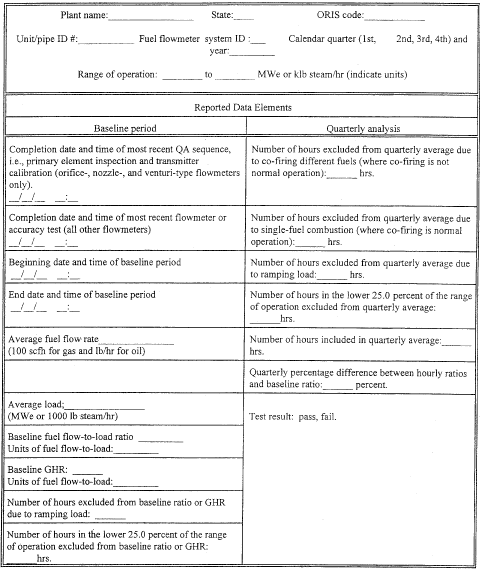 Plant name:____________________ State:____ ORIS code:______________
Unit/pipe ID #:_____________ Fuel flowmeter system ID :___ Calendar quarter (1st, 2nd, 3rd, 4th) and
year:__________
Range of operation: _________ to _________ MWe or klb steam/hr (indicate units)
Reported Data Elements
Baseline period
Quarterly analysis
Completion date and time of most recent QA sequence,
i.e., primary element inspection and transmitter
calibration (orifice-, nozzle-, and venturi-type flowmeters
only).
__/__/__ __:__
Number of hours excluded from quarterly average due
to co-firing different fuels (where co-firing is not
normal operation):______ hrs.
Completion date and time of most recent flowmeter or
accuracy test (all other flowmeters)
__/__/__ __:__
Number of hours excluded from quarterly average due
to single-fuel combustion (where co-firing is normal
operation):______ hrs.
Beginning date and time of baseline period
__/__/__ __:__
Number of hours excluded from quarterly average due
to ramping load:______ hrs.
End date and time of baseline period
__/__/__ __:__
Number of hours in the lower 25.0 percent of the range
of operation excluded from quarterly average:
______hrs.
Average fuel flow rate____________________
(100 scfh for gas and lb/hr for oil)
Number of hours included in quarterly average:______
hrs.
Quarterly percentage difference between hourly ratios
and baseline ratio:______ percent.
Average load;________________
(MWe or 1000 lb steam/hr)
Test result: pass, fail.
Baseline fuel flow-to-load ratio _________
Units of fuel flow-to-load:_________
Baseline GHR: ______
Units of fuel flow-to-load:_________
Number of hours excluded from baseline ratio or GHR
due to ramping load: ______
Number of hours in the lower 25.0 percent of the range
of operation excluded from baseline ratio or GHR:
______hrs.